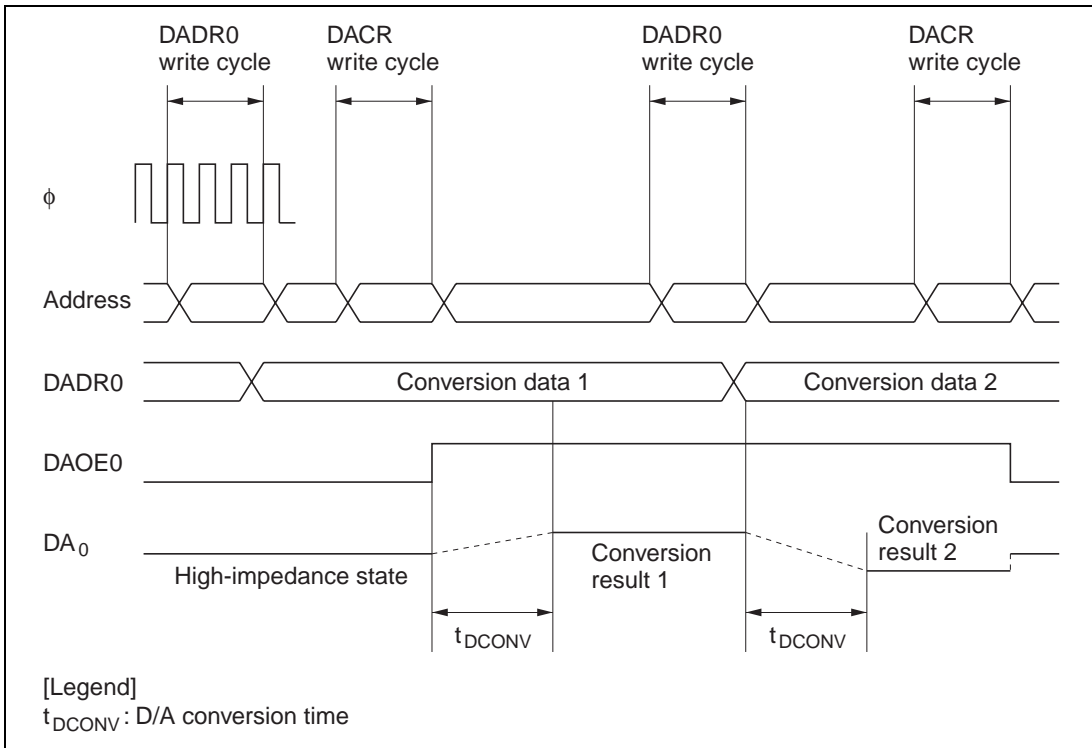 DADR0
write cycle
DACR
write cycle
DADR0
write cycle
DACR
write cycle
ϕ
Address
DADR0
Conversion data 1
Conversion data 2
DAOE0
DA0
High-impedance state
Conversion
result 1
Conversion
result 2
tDCONV
tDCONV
[Legend]
tDCONV : D/A conversion time